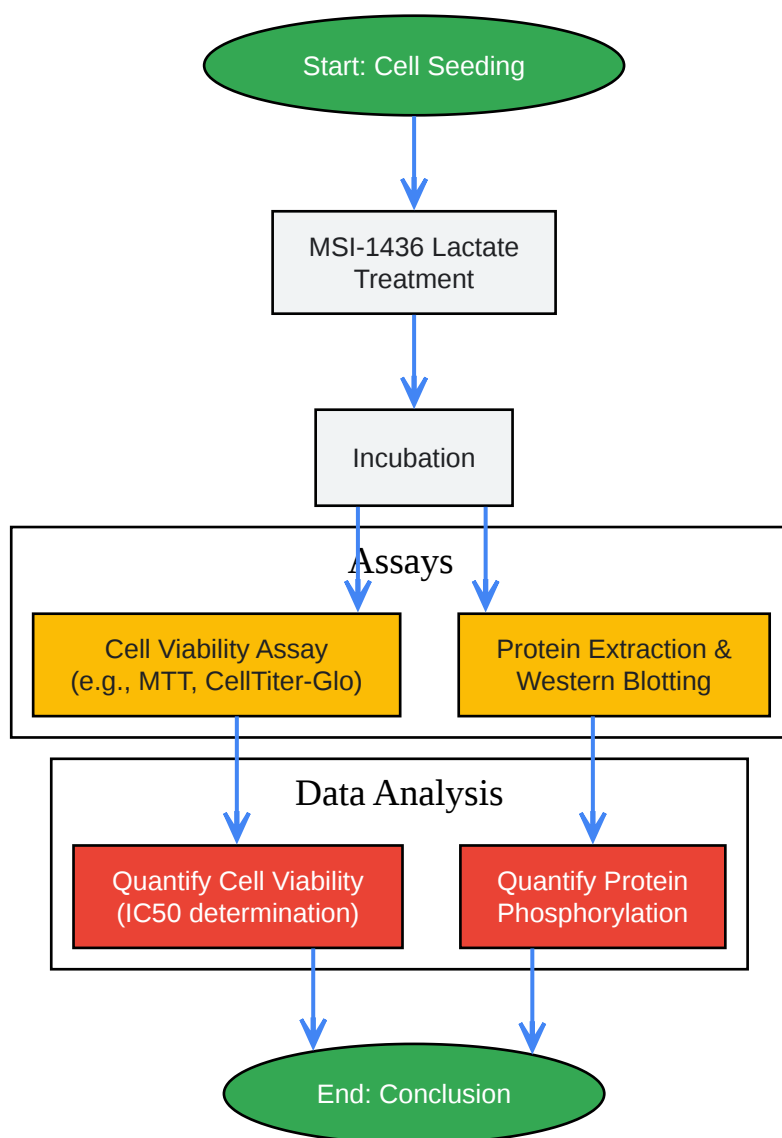 Start: Cell Seeding
MSI-1436 Lactate
Treatment
Incubation
Assays
Cell Viability Assay
(e.g., MTT, CellTiter-Glo)
Protein Extraction &
Western Blotting
Data Analysis
Quantify Cell Viability
(IC50 determination)
Quantify Protein
Phosphorylation
End: Conclusion